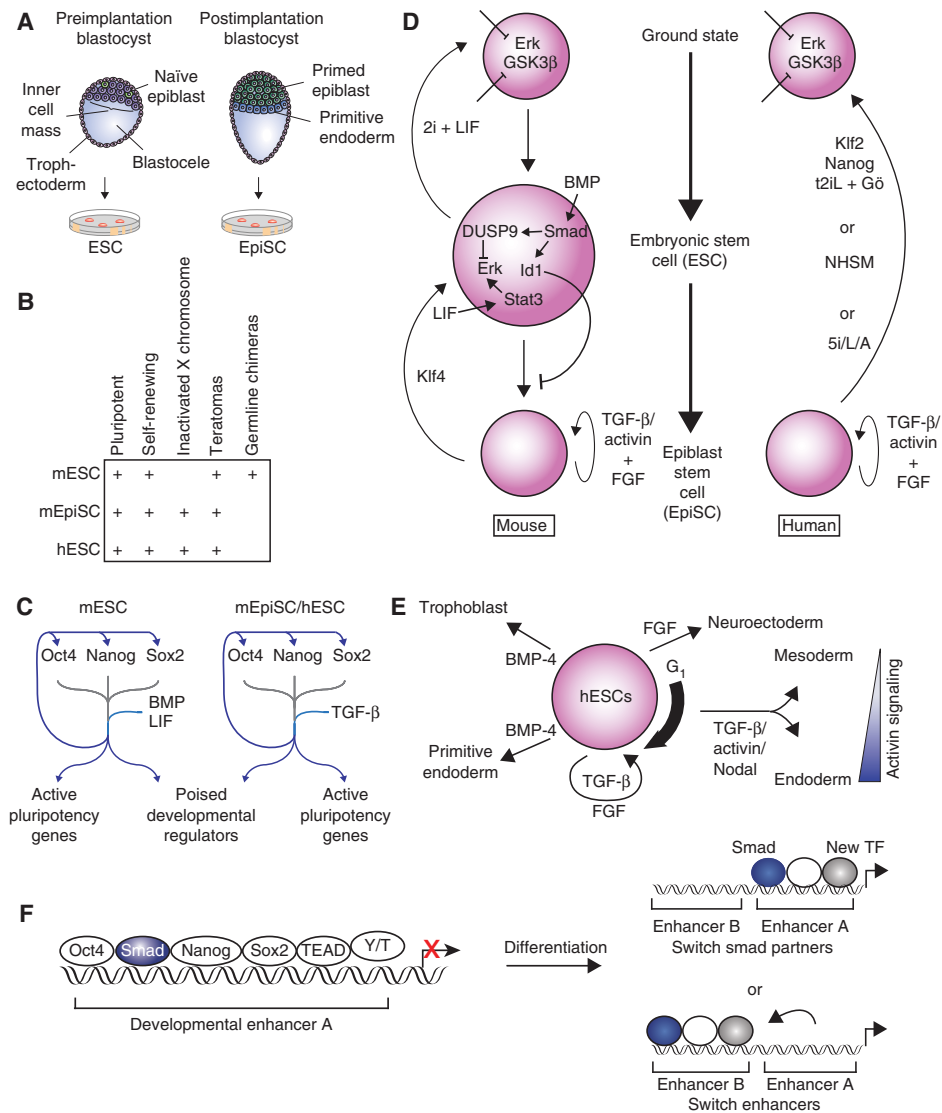 A
Preimplantation
blastocyst
Postimplantation
blastocyst
Inner
cell
mass
Naïve
epiblast
Troph-
ectoderm
Blastocele
Primed
epiblast
Primitive
endoderm
ESC
EpiSC
B
Pluripotent
Self-renewing
Inactivated X chromosome
Teratomas
Germline chimeras
mESC + + + +
mEpiSC + + + +
hESC + + + +
C
mESC
mEpiSC/hESC
Oct4 Nanog Sox2
Oct4 Nanog Sox2
BMP
LIF
TGF-β
Active
pluripotency
genes
Poised
developmental
regulators
Active
pluripotency
genes
D
Erk
GSK3β
Ground state
Erk
GSK3β
2i + LIF
BMP
DUSP9
Smad
Erk
Id1
Stat3
LIF
Klf4
Embryonic stem
cell (ESC)
Klf2
Nanog
t2iL + Gö
or
NHSM
or
5i/L/A
TGF-β/
activin
+
FGF
Epiblast
stem
cell
(EpiSC)
TGF-β/
activin
+
FGF
Mouse
Human
E
Trophoblast
FGF
Neuroectoderm
BMP-4
hESCs
G1
Mesoderm
BMP-4
Primitive
endoderm
TGF-β
FGF
TGF-β/
activin/
Nodal
Endoderm
Activin signaling
F
Oct4 Smad Nanog Sox2 TEAD Y/T
X
Developmental enhancer A
Differentiation
Smad
New TF
Enhancer B Enhancer A
Switch smad partners
or
Enhancer B Enhancer A
Switch enhancers